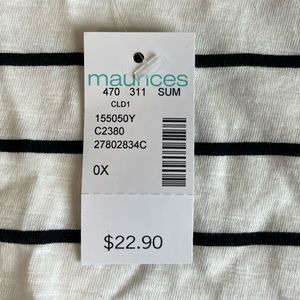 maurices
470 311 SUM
CLD1
155050Y
C2380
27802834C
0X
$22.90